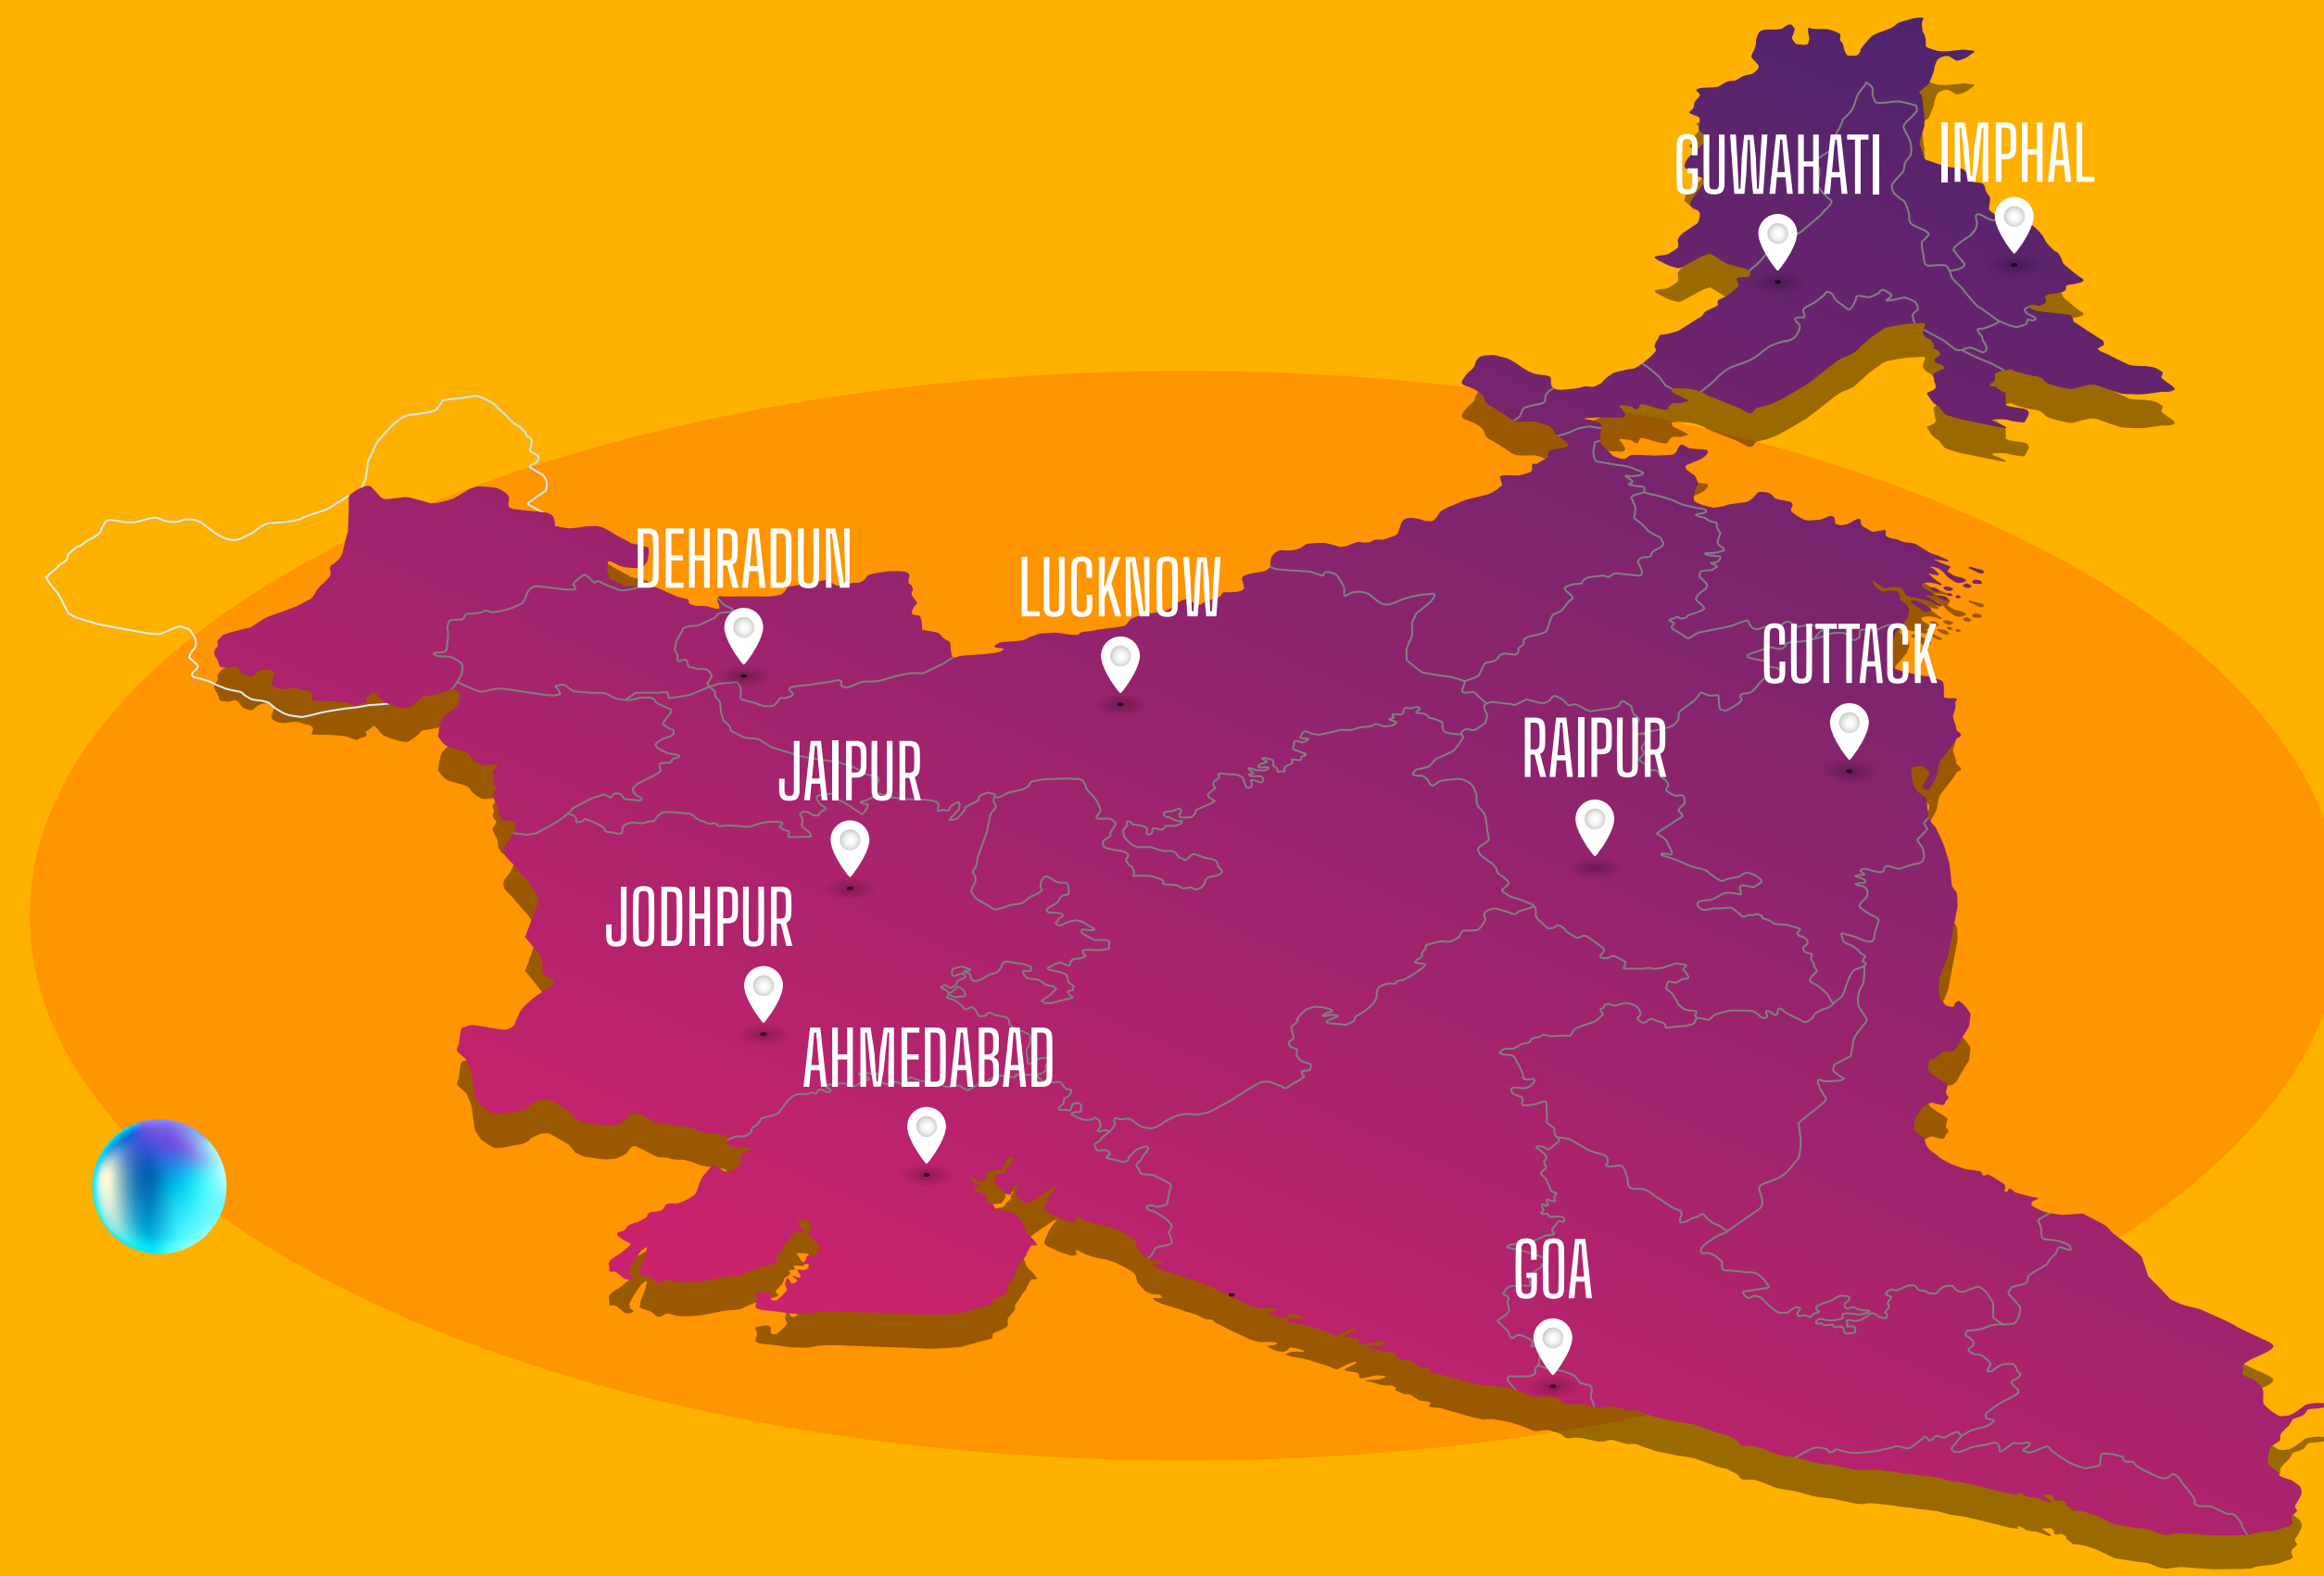 GUWAHATI
IMPHAL
DEHRADUN
LUCKNOW
CUTTACK
RAIPUR
JAIPUR
JODHPUR
AHMEDABAD
GOA